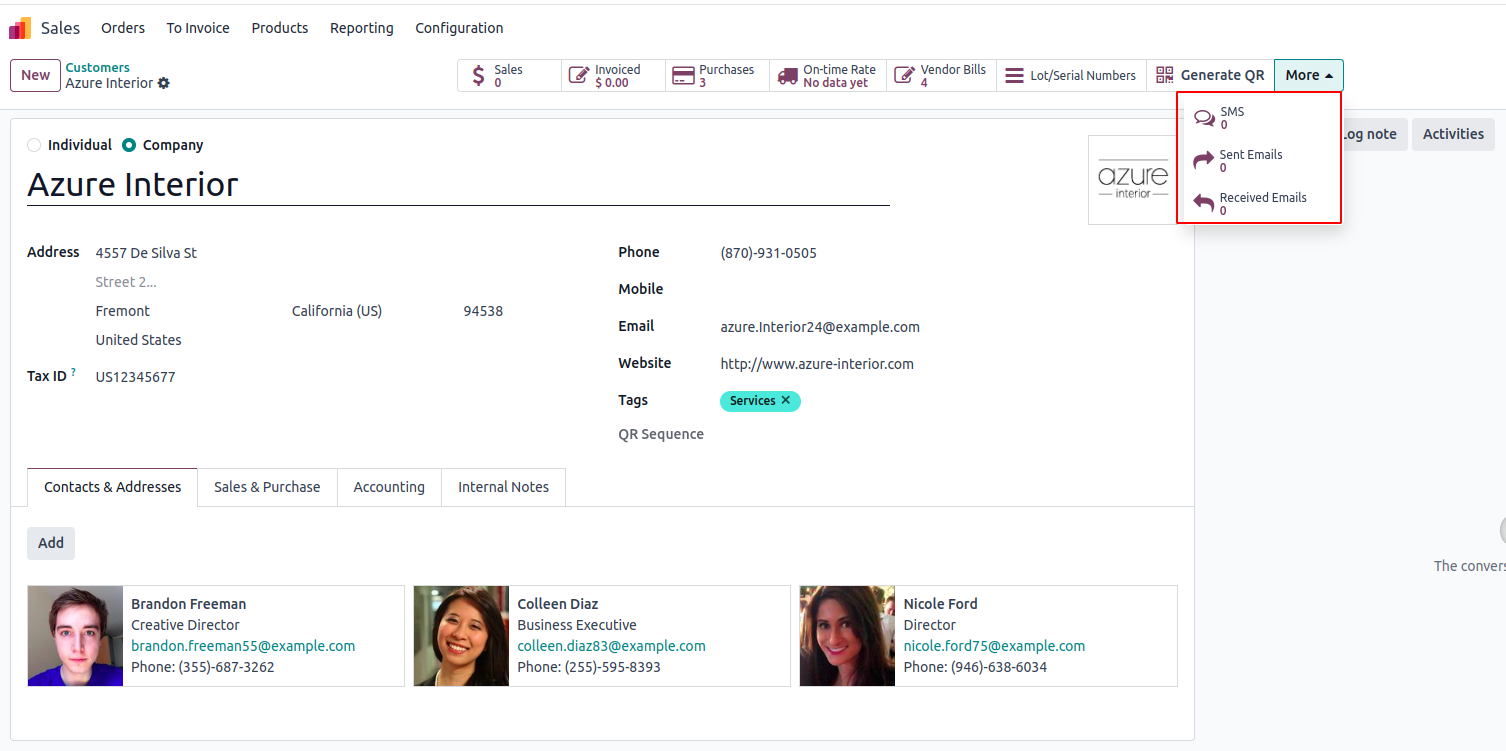 Sales Orders To Invoice Products Reporting Configuration
New
Customers
Azure Interior
Sales
0
Invoiced
$ 0.00
Purchases
3
On-time Rate
No data yet
Vendor Bills
4
Lot/Serial Numbers
Generate QR
More
SMS
0
Sent Emails
0
Received Emails
0
Log note
Activities
Individual Company
Azure Interior
azure
interior
Address 4557 De Silva St
Street 2...
Fremont California (US) 94538
United States
Tax ID ? US12345677
Phone (870)-931-0505
Mobile
Email azure.Interior24@example.com
Website http://www.azure-interior.com
Tags Services ✕
QR Sequence
Contacts & Addresses Sales & Purchase Accounting Internal Notes
Add
Brandon Freeman
Creative Director
brandon.freeman55@example.com
Phone: (355)-687-3262
Colleen Diaz
Business Executive
colleen.diaz83@example.com
Phone: (255)-595-8393
Nicole Ford
Director
nicole.ford75@example.com
Phone: (946)-638-6034
The convers